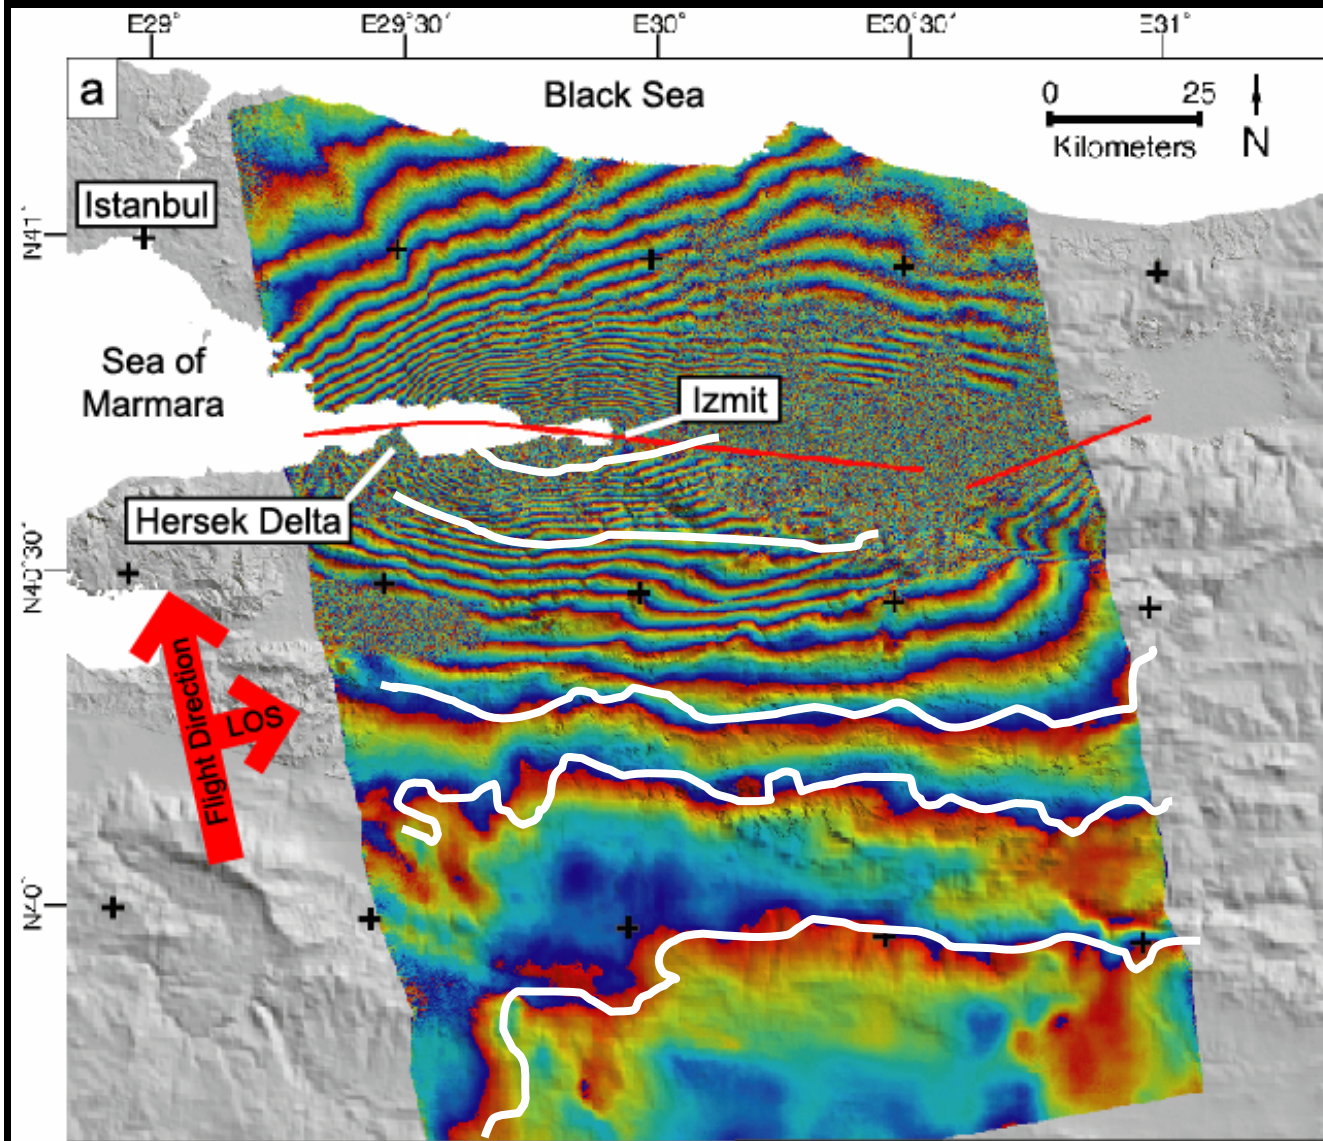 E29° E29°30' E30° E30°30' E31°
a
Black Sea
0 25
Kilometers
N
Istanbul
N41°
Sea of
Marmara
Izmit
Hersek Delta
N40°30'
Flight Direction
LOS
N40°